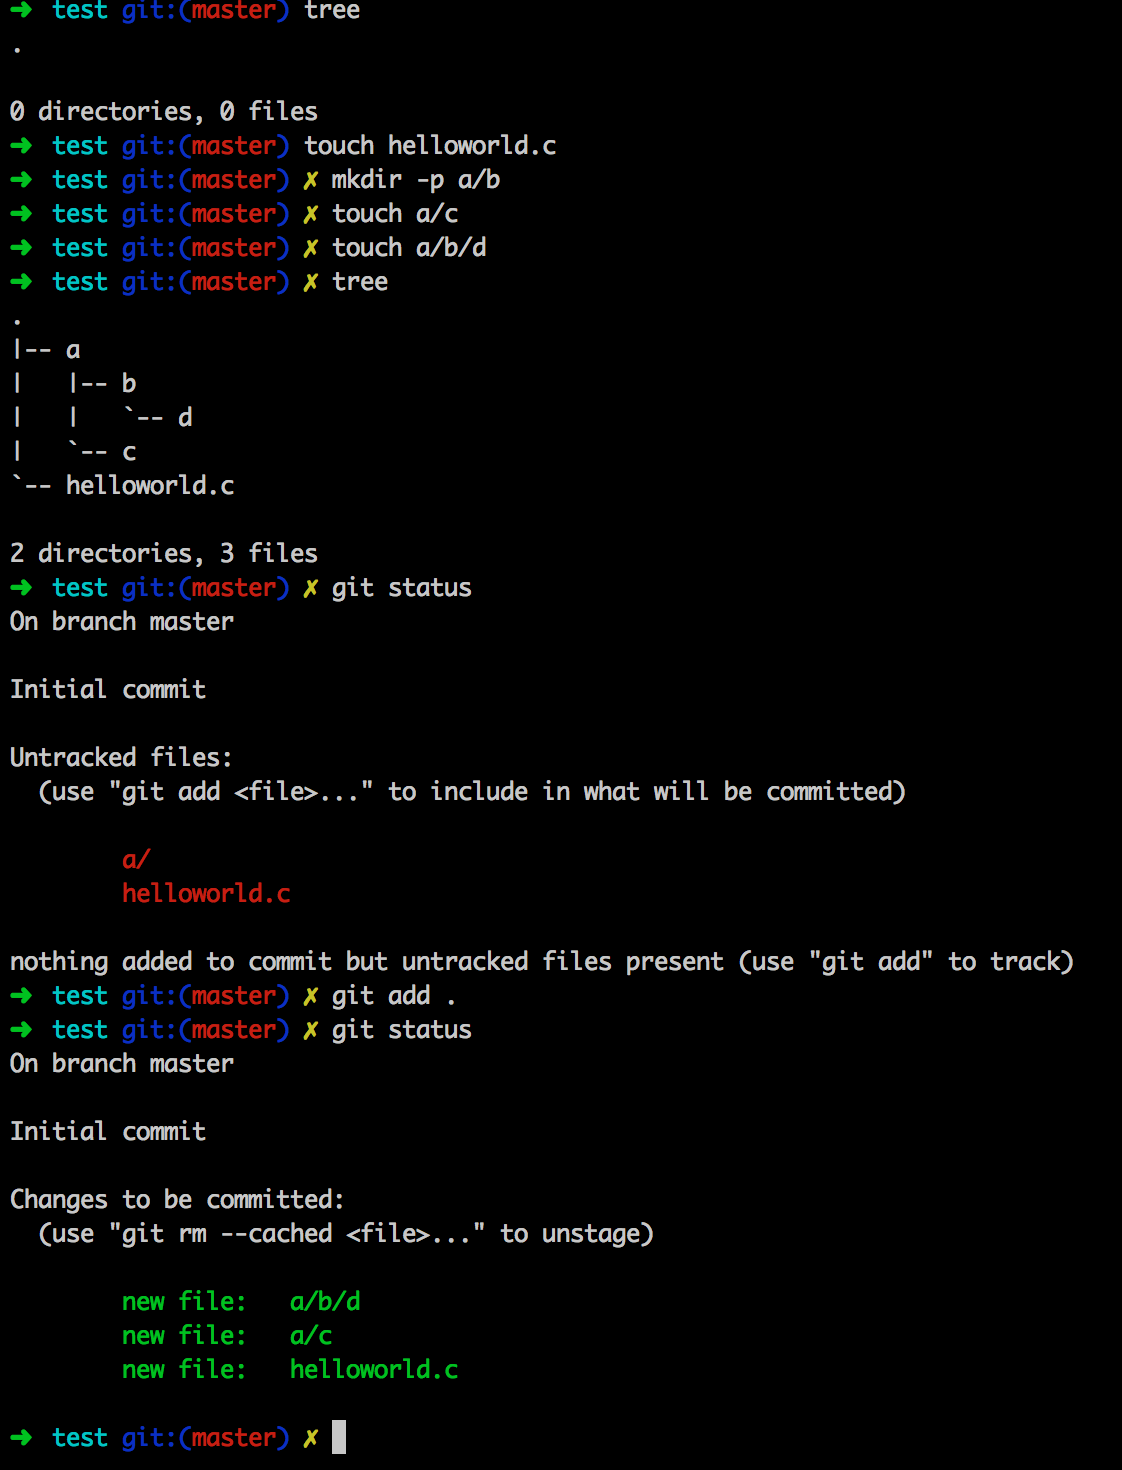 ➜  test git:(master) tree
.

0 directories, 0 files
➜  test git:(master) touch helloworld.c
➜  test git:(master) ✗ mkdir -p a/b
➜  test git:(master) ✗ touch a/c
➜  test git:(master) ✗ touch a/b/d
➜  test git:(master) ✗ tree
.
|-- a
|   |-- b
|   |   `-- d
|   `-- c
`-- helloworld.c

2 directories, 3 files
➜  test git:(master) ✗ git status
On branch master

Initial commit

Untracked files:
  (use "git add <file>..." to include in what will be committed)

        a/
        helloworld.c

nothing added to commit but untracked files present (use "git add" to track)
➜  test git:(master) ✗ git add .
➜  test git:(master) ✗ git status
On branch master

Initial commit

Changes to be committed:
  (use "git rm --cached <file>..." to unstage)

        new file:   a/b/d
        new file:   a/c
        new file:   helloworld.c

➜  test git:(master) ✗